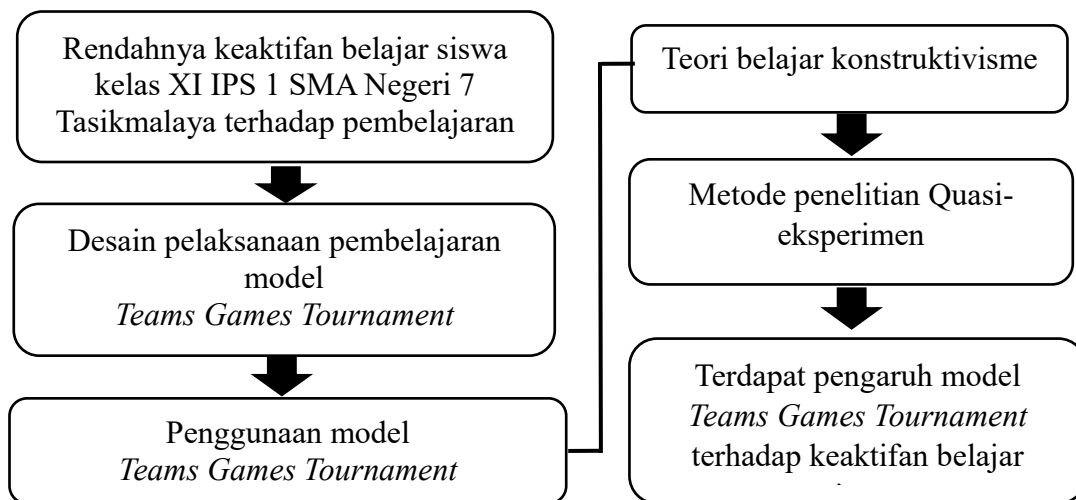 Rendahnya keaktifan belajar siswa
kelas XI IPS 1 SMA Negeri 7
Tasikmalaya terhadap pembelajaran
Desain pelaksanaan pembelajaran
model
Teams Games Tournament
Penggunaan model
Teams Games Tournament
Teori belajar konstruktivisme
Metode penelitian Quasi-
eksperimen
Terdapat pengaruh model
Teams Games Tournament
terhadap keaktifan belajar